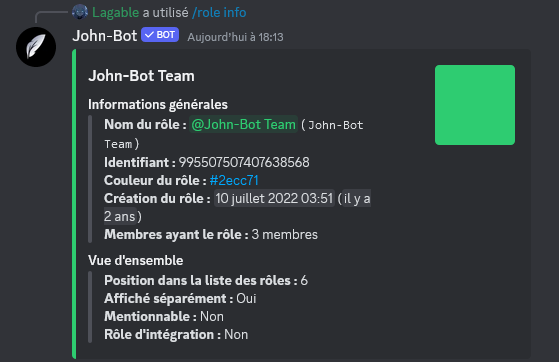 Lagable a utilisé /role info
John-Bot BOT Aujourd'hui à 18:13
John-Bot Team
Informations générales
Nom du rôle : @John-Bot Team (John-Bot
Team)
Identifiant : 995507507407638568
Couleur du rôle : #2ecc71
Création du rôle : 10 juillet 2022 03:51 (il y a
2 ans)
Membres ayant le rôle : 3 membres
Vue d'ensemble
Position dans la liste des rôles : 6
Affiché séparément : Oui
Mentionnable : Non
Rôle d'intégration : Non